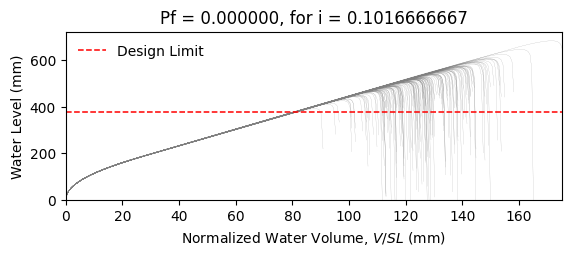 Pf = 0.000000, for i = 0.1016666667
Design Limit
Water Level (mm)
600
400
200
0
0 20 40 60 80 100 120 140 160
Normalized Water Volume, V/SL (mm)